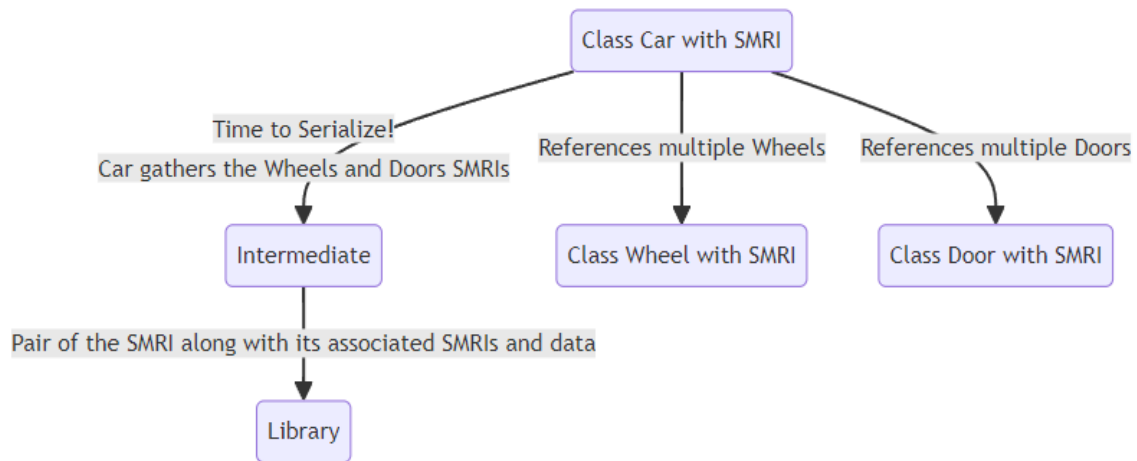 Class Car with SMRI
Time to Serialize!
Car gathers the Wheels and Doors SMRIs
References multiple Wheels
References multiple Doors
Intermediate
Class Wheel with SMRI
Class Door with SMRI
Pair of the SMRI along with its associated SMRIs and data
Library